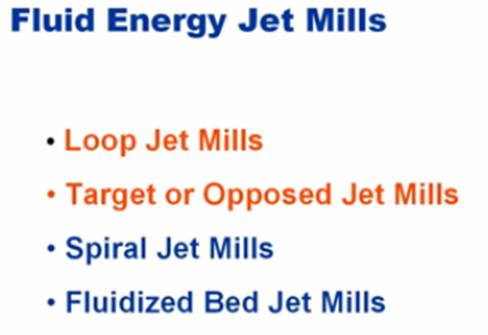 Fluid Energy Jet Mills
• Loop Jet Mills
• Target or Opposed Jet Mills
• Spiral Jet Mills
• Fluidized Bed Jet Mills